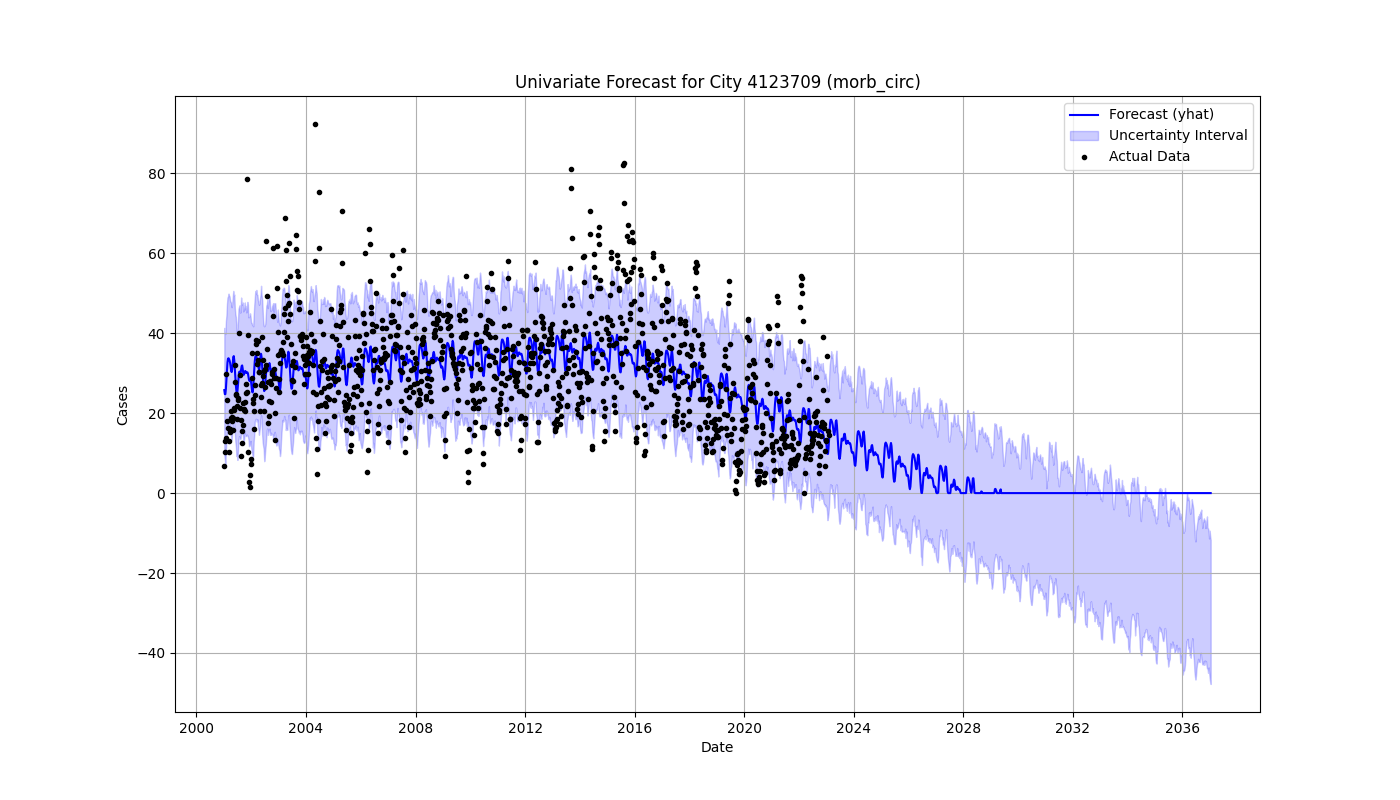 Univariate Forecast for City 4123709 (morb_circ)
Forecast (yhat)
Uncertainty Interval
Actual Data
Cases
80
60
40
20
0
−20
−40
2000 2004 2008 2012 2016 2020 2024 2028 2032 2036
Date